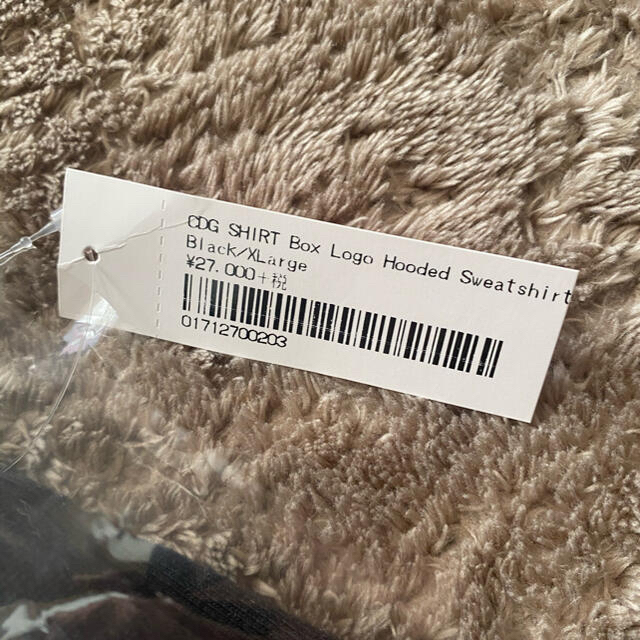 CDG SHIRT Box Logo Hooded Sweatshirt
Black/XLarge
¥27.000+税
01712700203